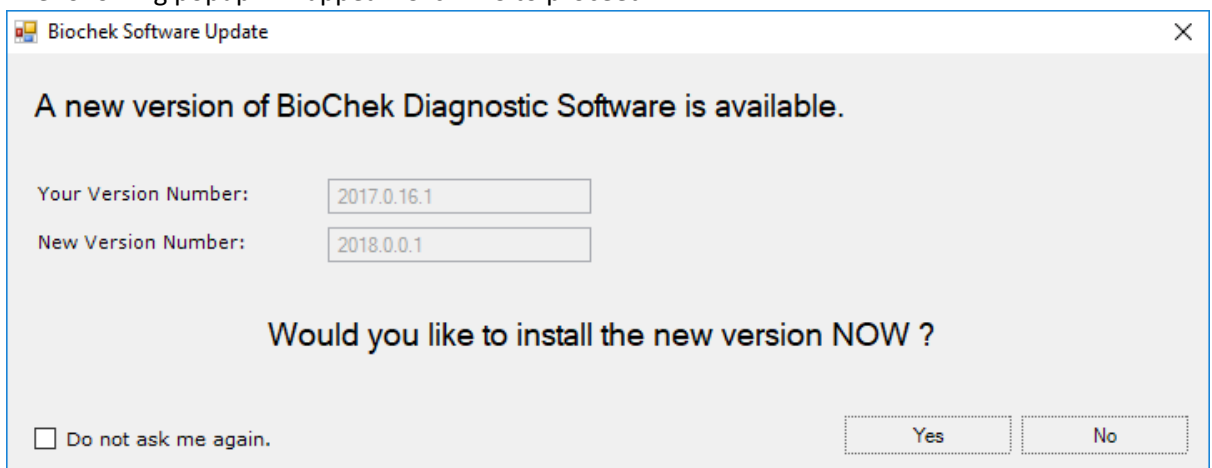 Biochek Software Update
A new version of BioChek Diagnostic Software is available.
Your Version Number: 2017.0.16.1
New Version Number: 2018.0.0.1
Would you like to install the new version NOW ?
Do not ask me again. Yes No